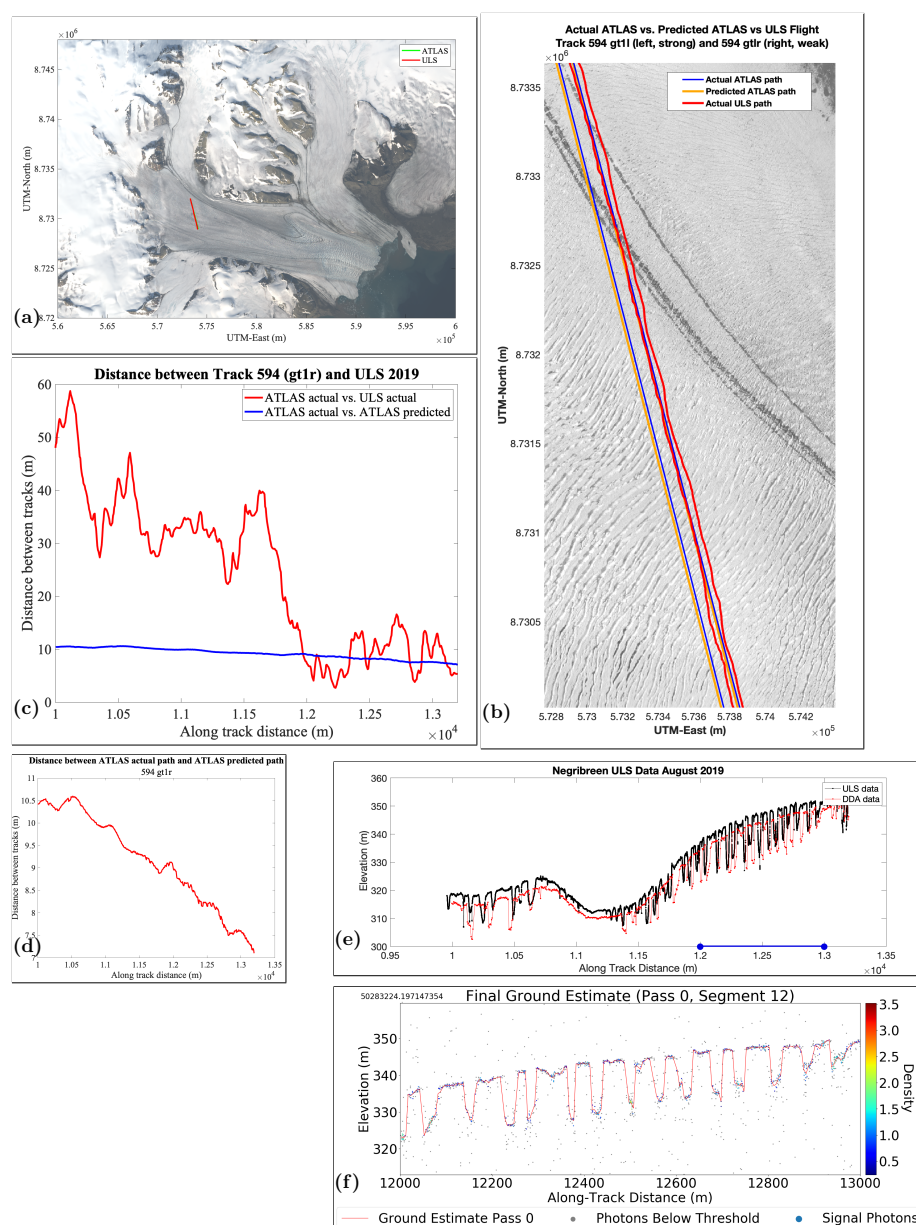 ×10⁶
8.745
8.74
8.735
8.73
8.725
8.72
UTM-North (m)
ATLAS
ULS
(a)
5.6
5.65
5.7
5.75
5.8
5.85
5.9
5.95
6
UTM-East (m)
×10⁵
Actual ATLAS vs. Predicted ATLAS vs ULS Flight
Track 594 gt1l (left, strong) and 594 gtlr (right, weak)
×10⁶
Actual ATLAS path
Predicted ATLAS path
Actual ULS path
8.7335
8.733
8.7325
8.732
8.7315
8.731
8.7305
UTM-North (m)
(b)
5.728
5.73
5.732
5.734
5.736
5.738
5.74
5.742
UTM-East (m)
×10⁵
Distance between Track 594 (gt1r) and ULS 2019
ATLAS actual vs. ULS actual
ATLAS actual vs. ATLAS predicted
60
50
40
30
20
10
0
Distance between tracks (m)
(c)
1
1.05
1.1
1.15
1.2
1.25
1.3
Along track distance (m)
×10⁴
Distance between ATLAS actual path and ATLAS predicted path
594 gt1r
11
10.5
10
9.5
9
8.5
8
7.5
7
Distance between tracks (m)
(d)
1
1.05
1.1
1.15
1.2
1.25
1.3
1.35
Along track distance (m)
×10⁴
Negribreen ULS Data August 2019
ULS data
DDA data
360
350
340
330
320
310
300
Elevation (m)
(e)
0.95
1
1.05
1.1
1.15
1.2
1.25
1.3
1.35
Along Track Distance (m)
×10⁴
50283224.197147354
Final Ground Estimate (Pass 0, Segment 12)
350
340
330
320
Elevation (m)
3.5
3.0
2.5
2.0
1.5
1.0
0.5
Density
(f)
12000
12200
12400
12600
12800
13000
Along-Track Distance (m)
Ground Estimate Pass 0
Photons Below Threshold
Signal Photons